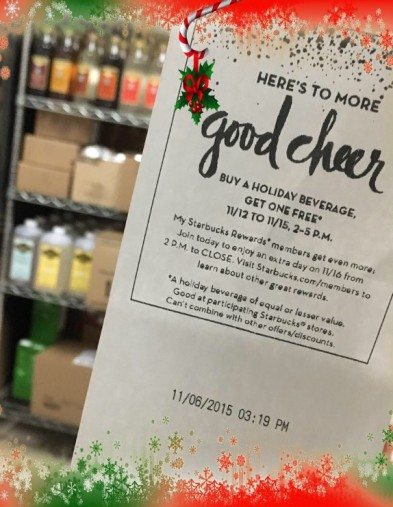 HERE'S TO MORE
good cheer
BUY A HOLIDAY BEVERAGE,
GET ONE FREE*
11/12 TO 11/15, 2-5 P.M.
My Starbucks Rewards® members get even more:
Join today to enjoy an extra day on 11/16 from
2 P.M. to CLOSE. Visit Starbucks.com/members to
learn about other great rewards.
*A holiday beverage of equal or lesser value.
Good at participating Starbucks® stores.
Can't combine with other offers/discounts.
11/06/2015 03:19 PM